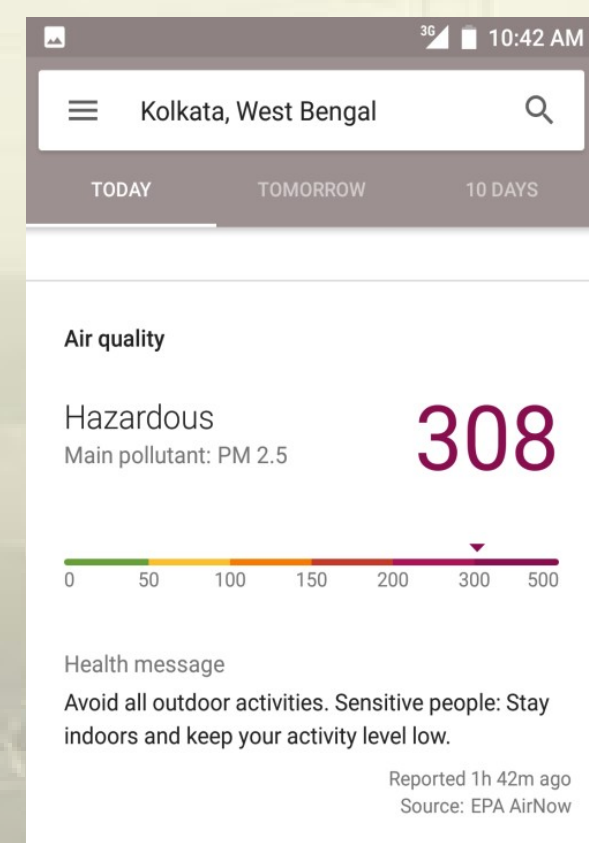 3G 10:42 AM
Kolkata, West Bengal
TODAY TOMORROW 10 DAYS
Air quality
Hazardous 308
Main pollutant: PM 2.5
0 50 100 150 200 300 500
Health message
Avoid all outdoor activities. Sensitive people: Stay
indoors and keep your activity level low.
Reported 1h 42m ago
Source: EPA AirNow